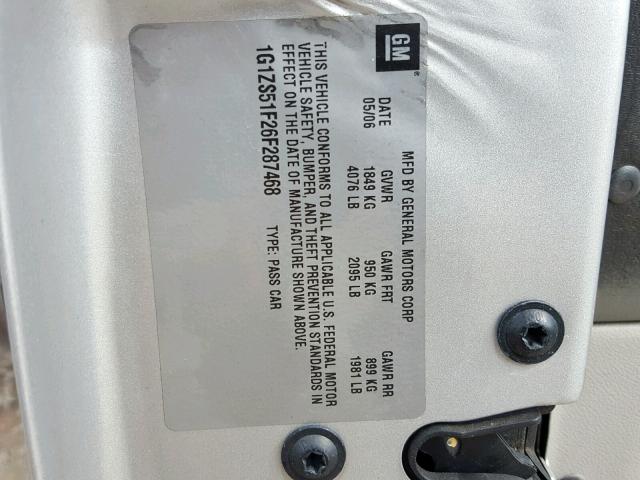 GM
MFD BY GENERAL MOTORS CORP
DATE GVWR GAWR FRT GAWR RR
05/06 1849 KG 950 KG 899 KG
4076 LB 2095 LB 1981 LB
THIS VEHICLE CONFORMS TO ALL APPLICABLE U.S. FEDERAL MOTOR
VEHICLE SAFETY, BUMPER, AND THEFT PREVENTION STANDARDS IN
EFFECT ON THE DATE OF MANUFACTURE SHOWN ABOVE.
1G1ZS51F26F287468 TYPE: PASS CAR